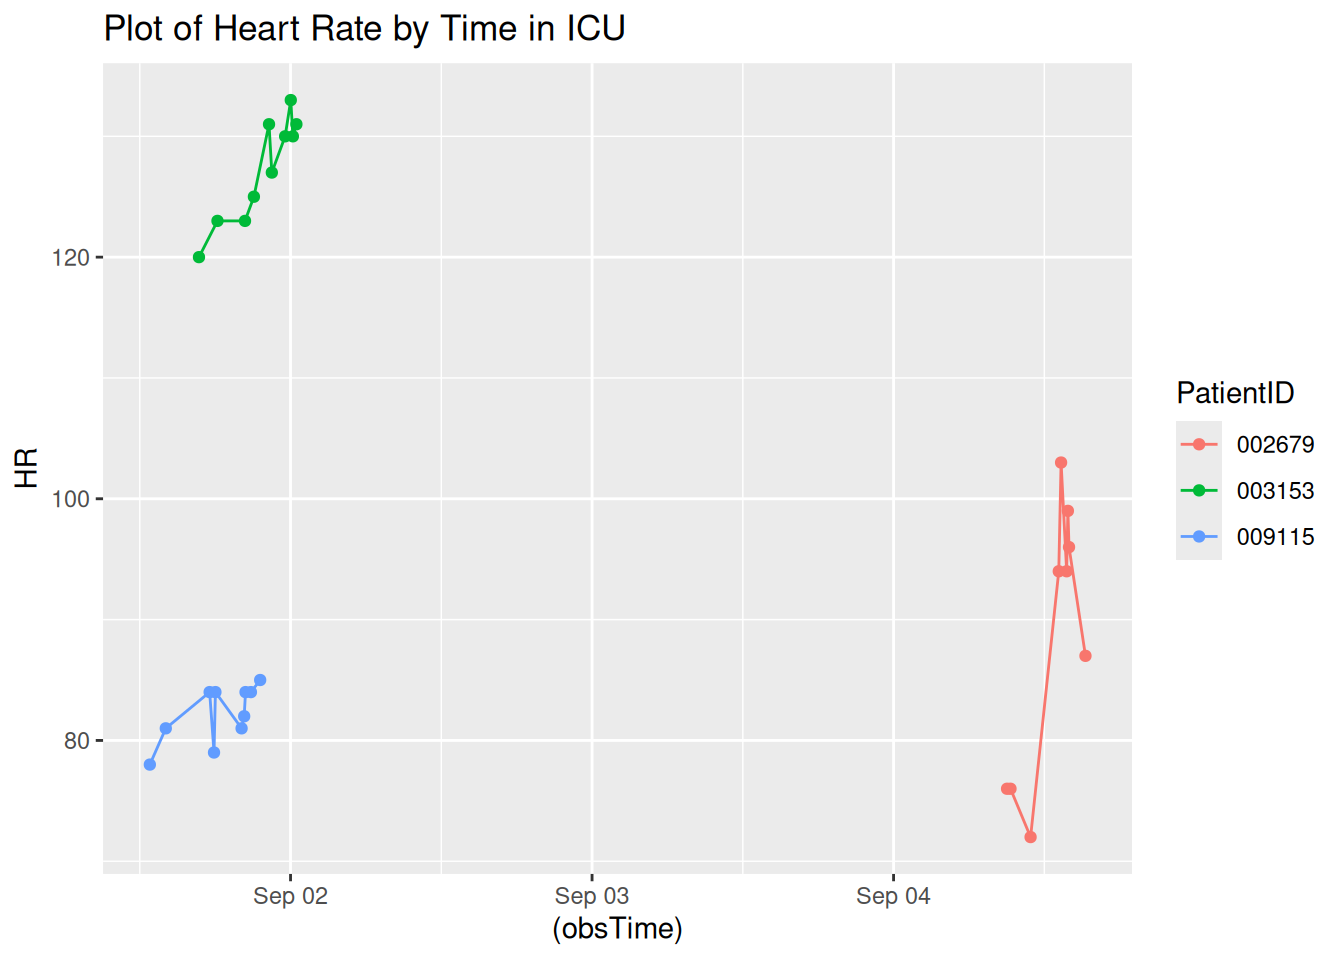 Plot of Heart Rate by Time in ICU
120
100
80
HR
Sep 02
Sep 03
Sep 04
(obsTime)
PatientID
002679
003153
009115